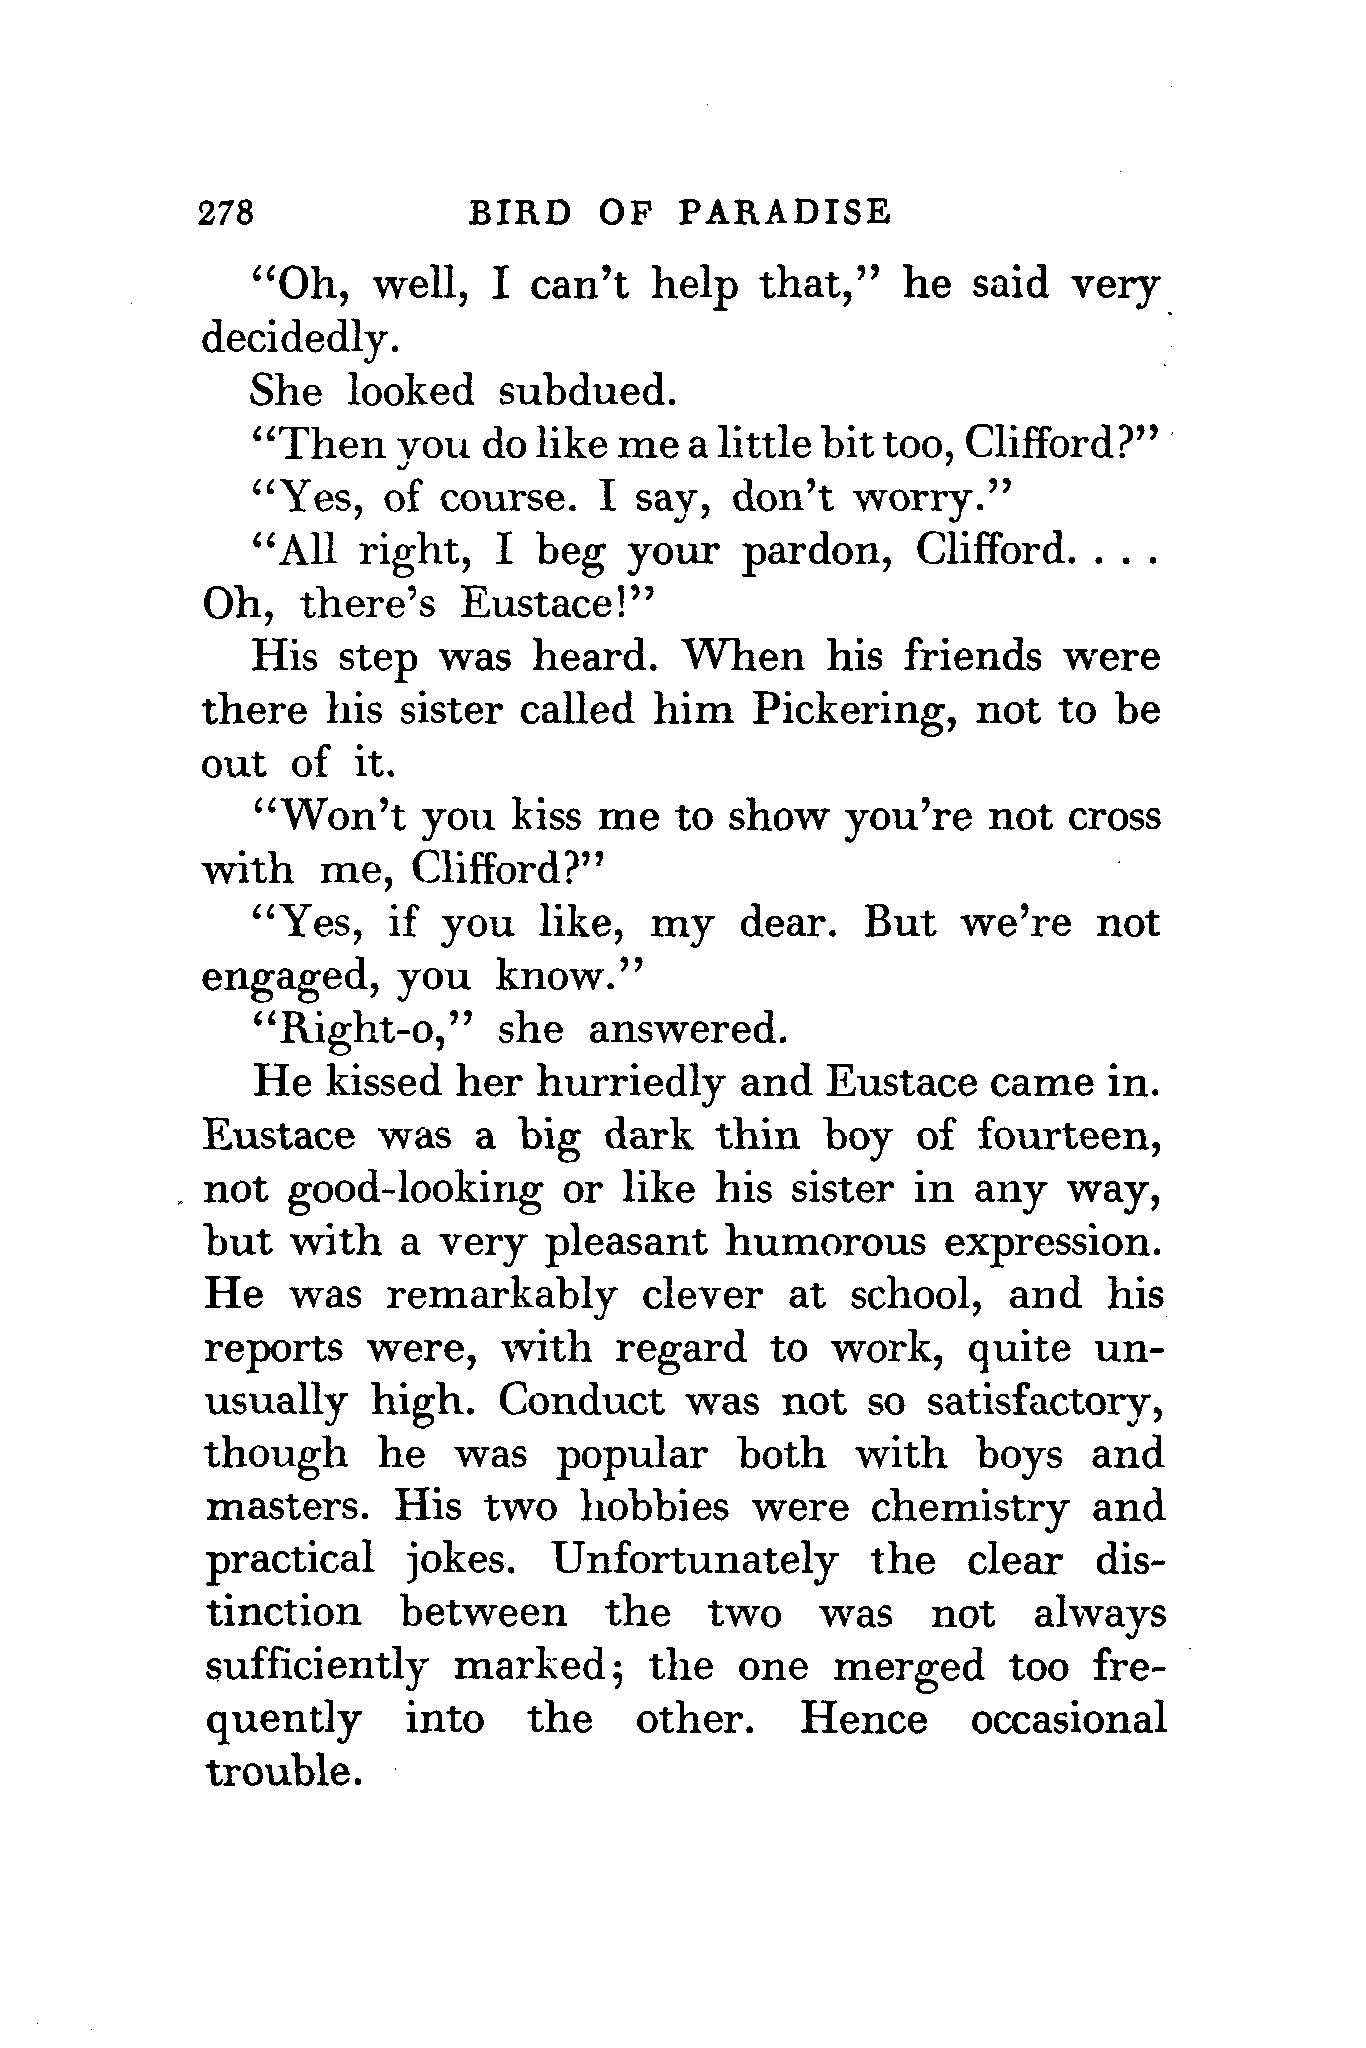 278 BIRD OF PARADISE
“Oh, well, I can’t help that,” he said very
decidedly.
She looked subdued.
“Then you do like me a little bit too, Clifford?”
“Yes, of course. I say, don’t worry.”
“All right, I beg your pardon, Clifford. . . .
Oh, there’s Eustace!”
His step was heard. When his friends were
there his sister called him Pickering, not to be
out of it.
“Won’t you kiss me to show you’re not cross
with me, Clifford?”
“Yes, if you like, my dear. But we’re not
engaged, you know.”
“Right-o,” she answered.
He kissed her hurriedly and Eustace came in.
Eustace was a big dark thin boy of fourteen,
not good-looking or like his sister in any way,
but with a very pleasant humorous expression.
He was remarkably clever at school, and his
reports were, with regard to work, quite un-
usually high. Conduct was not so satisfactory,
though he was popular both with boys and
masters. His two hobbies were chemistry and
practical jokes. Unfortunately the clear dis-
tinction between the two was not always
sufficiently marked; the one merged too fre-
quently into the other. Hence occasional
trouble.